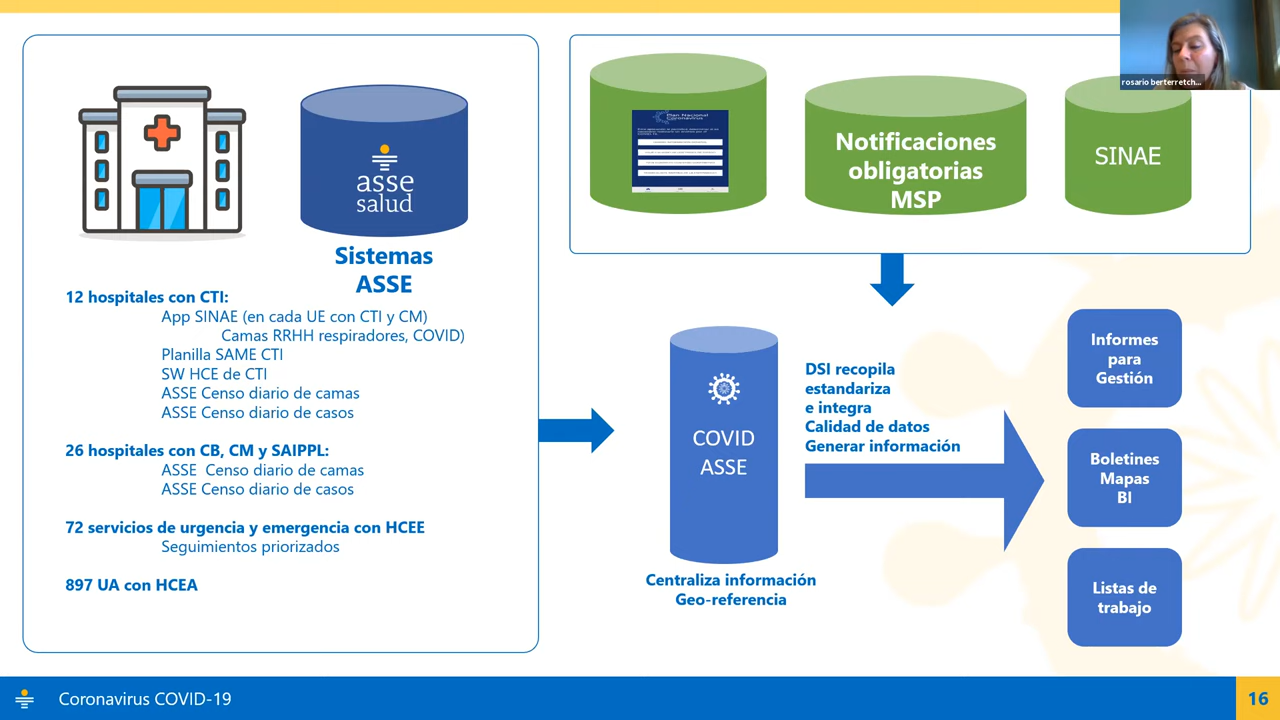 asse
salud
Sistemas
ASSE
12 hospitales con CTI:
App SINAE (en cada UE con CTI y CM)
Camas RRHH respiradores, COVID)
Planilla SAME CTI
SW HCE de CTI
ASSE Censo diario de camas
ASSE Censo diario de casos
26 hospitales con CB, CM y SAIPPL:
ASSE  Censo diario de camas
ASSE Censo diario de casos
72 servicios de urgencia y emergencia con HCEE
Seguimientos priorizados
897 UA con HCEA
Plan Nacional
Coronavirus
Notificaciones
obligatorias
MSP
SINAE
rosario berterretch...
COVID
ASSE
Centraliza información
Geo-referencia
DSI recopila
estandariza
e integra
Calidad de datos
Generar información
Informes
para
Gestión
Boletines
Mapas
BI
Listas de
trabajo
Coronavirus COVID-19
16